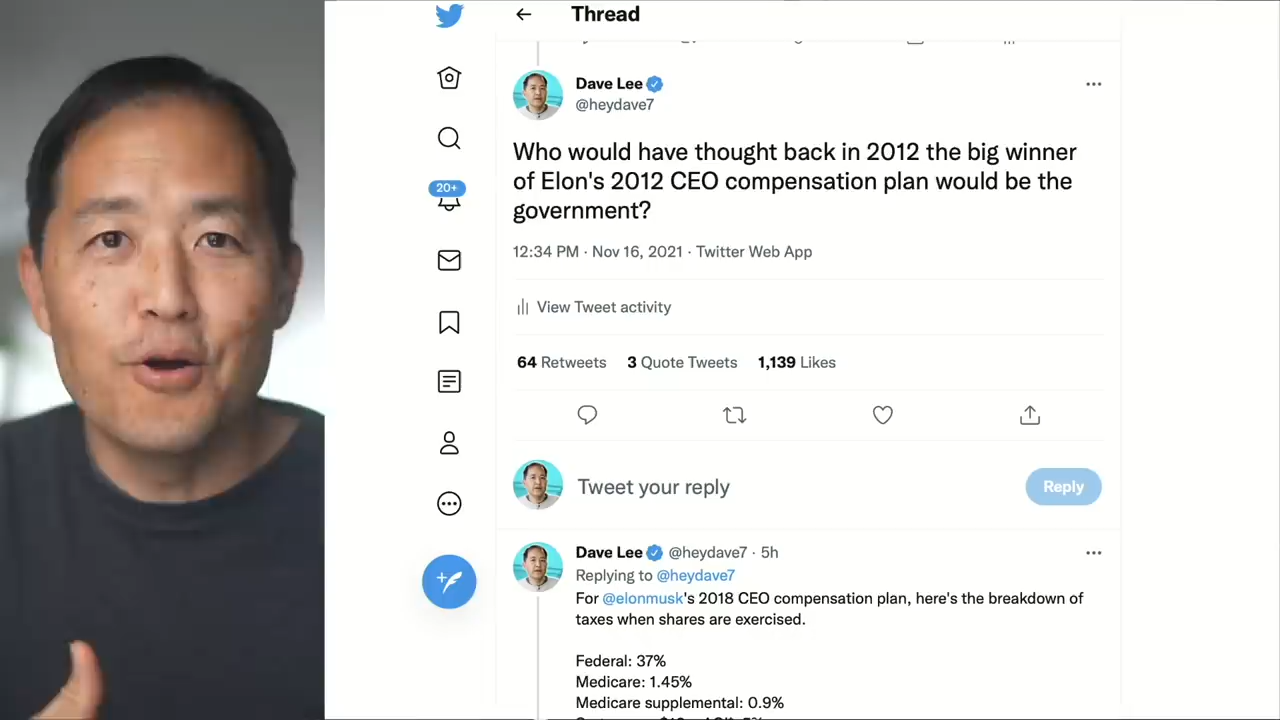 Thread
Dave Lee
@heydave7
Who would have thought back in 2012 the big winner
of Elon's 2012 CEO compensation plan would be the
government?
12:34 PM · Nov 16, 2021 · Twitter Web App
View Tweet activity
64 Retweets 3 Quote Tweets 1,139 Likes
20+
Tweet your reply
Reply
Dave Lee @heydave7 · 5h
Replying to @heydave7
For @elonmusk's 2018 CEO compensation plan, here's the breakdown of
taxes when shares are exercised.
Federal: 37%
Medicare: 1.45%
Medicare supplemental: 0.9%